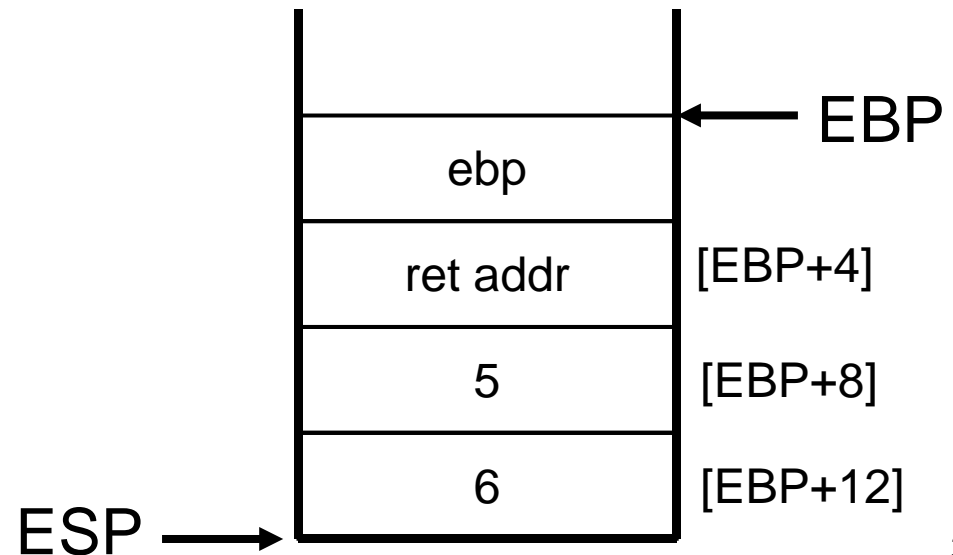 EBP
ebp
ret addr [EBP+4]
5 [EBP+8]
6 [EBP+12]
ESP